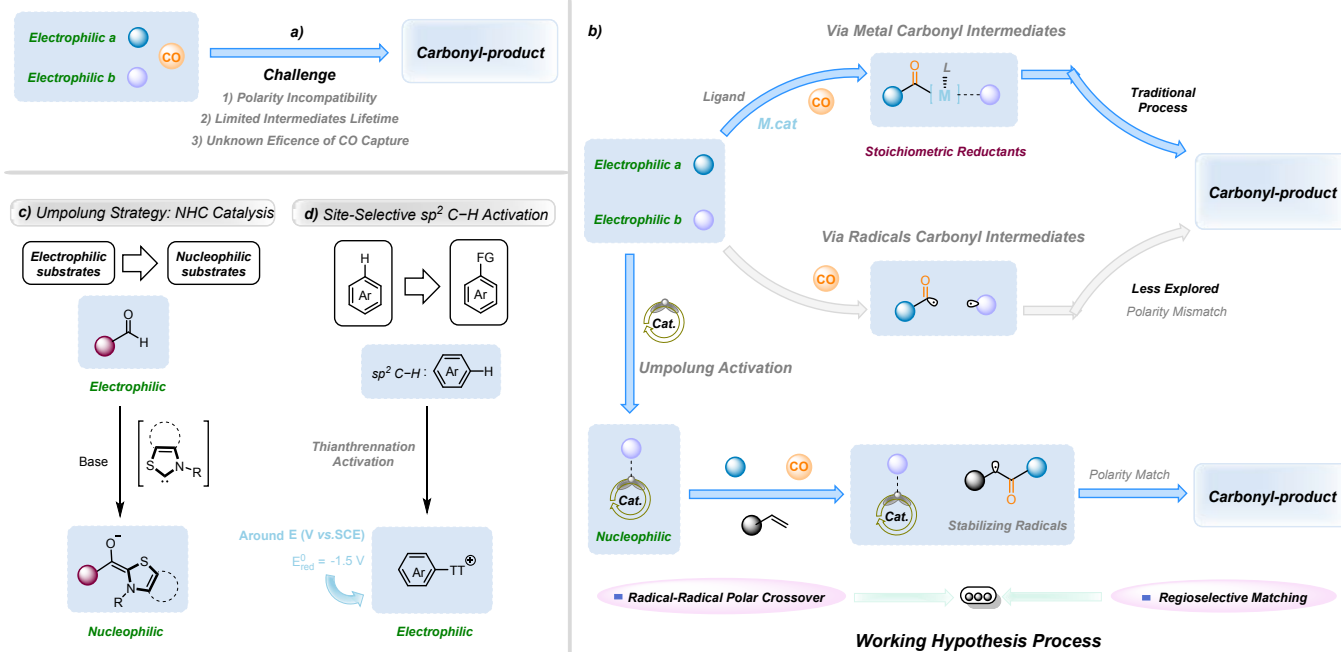 Electrophilic a
CO
Electrophilic b
a)
Challenge
1) Polarity Incompatibility
2) Limited Intermediates Lifetime
3) Unknown Eficence of CO Capture
Carbonyl-product
b)
Via Metal Carbonyl Intermediates
Ligand
CO
M.cat
O
L
M
Stoichiometric Reductants
Traditional
Process
Electrophilic a
Electrophilic b
Carbonyl-product
Via Radicals Carbonyl Intermediates
CO
O
Less Explored
Polarity Mismatch
Cat.
Umpolung Activation
Cat.
Nucleophilic
CO
Cat.
O
Stabilizing Radicals
Polarity Match
Carbonyl-product
Radical-Radical Polar Crossover
Regioselective Matching
Working Hypothesis Process
c) Umpolung Strategy: NHC Catalysis
Electrophilic
substrates
Nucleophilic
substrates
O
H
Electrophilic
Base
S
N
R
O
−
S
N
R
Nucleophilic
d) Site-Selective sp² C−H Activation
H
Ar
FG
Ar
sp² C−H :
Ar
H
Thianthrennation
Activation
Around E (V vs.SCE)
E⁰red = -1.5 V
Ar
TT
⊕
Electrophilic